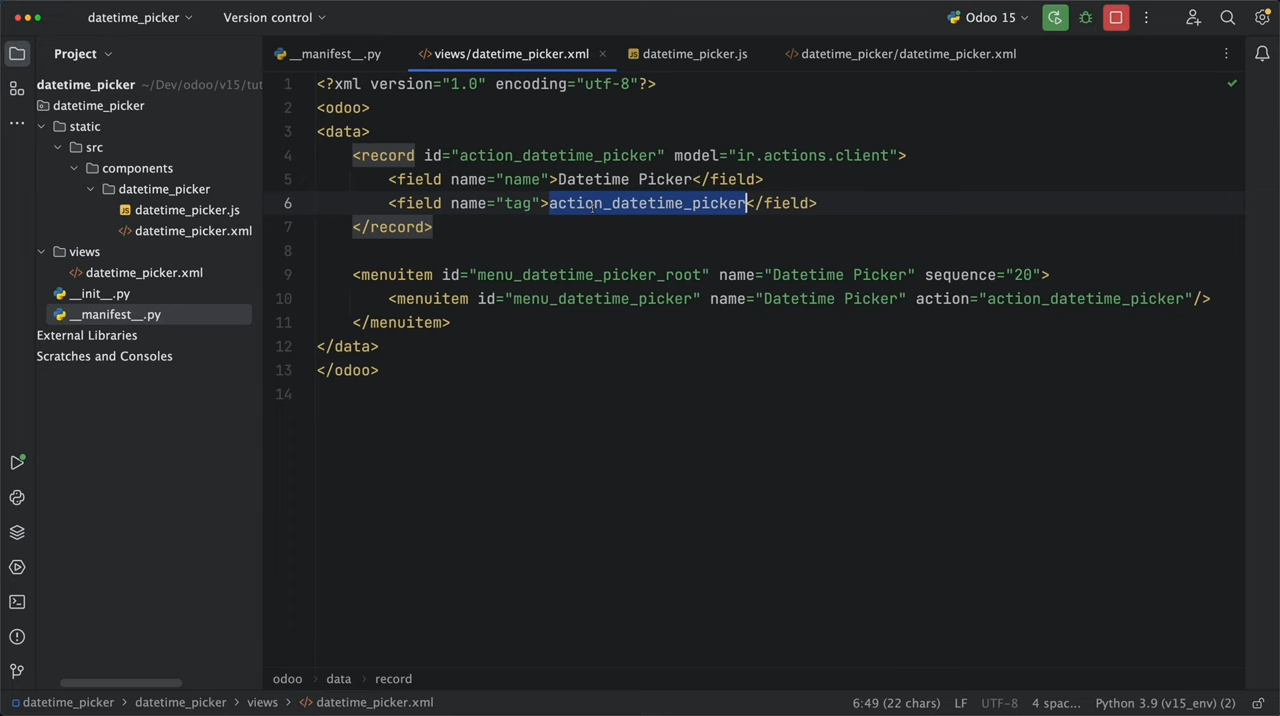 datetime_picker
Version control
Odoo 15
Project
__manifest__.py
views/datetime_picker.xml
datetime_picker.js
datetime_picker/datetime_picker.xml
datetime_picker ~/Dev/odoo/v15/tut
datetime_picker
static
src
components
datetime_picker
datetime_picker.js
datetime_picker.xml
views
datetime_picker.xml
__init__.py
__manifest__.py
External Libraries
Scratches and Consoles
1 <?xml version="1.0" encoding="utf-8"?>
2 <odoo>
3 <data>
4 <record id="action_datetime_picker" model="ir.actions.client">
5 <field name="name">Datetime Picker</field>
6 <field name="tag">action_datetime_picker</field>
7 </record>
8
9 <menuitem id="menu_datetime_picker_root" name="Datetime Picker" sequence="20">
10 <menuitem id="menu_datetime_picker" name="Datetime Picker" action="action_datetime_picker"/>
11 </menuitem>
12 </data>
13 </odoo>
14
odoo > data > record
datetime_picker > datetime_picker > views > datetime_picker.xml
6:49 (22 chars) LF UTF-8 4 spac... Python 3.9 (v15_env) (2)